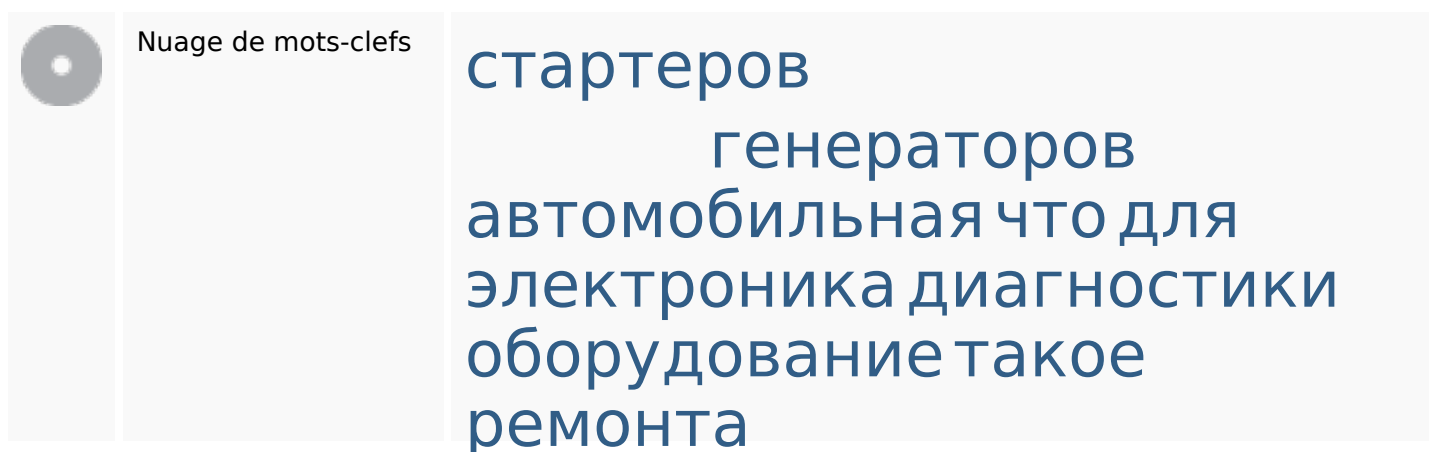 Nuage de mots-clefs
стартеров
генераторов
автомобильная что для
электроника диагностики
оборудование такое
ремонта